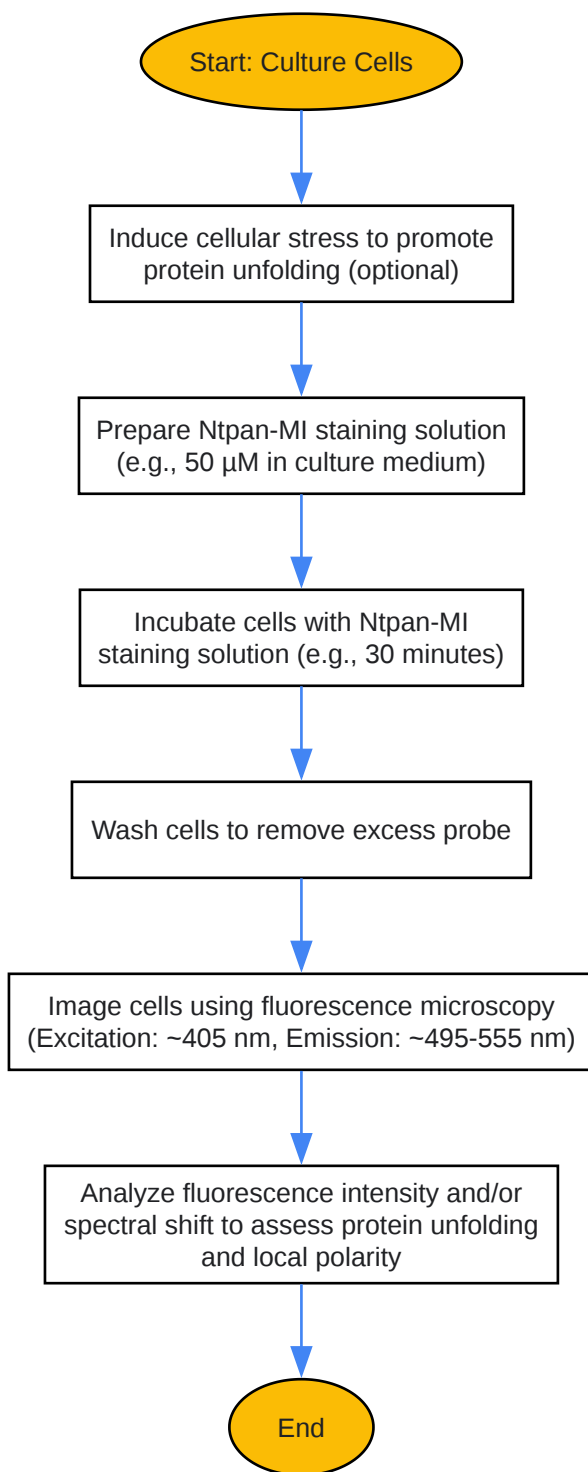 Start: Culture Cells
Induce cellular stress to promote
protein unfolding (optional)
Prepare Ntpan-MI staining solution
(e.g., 50 µM in culture medium)
Incubate cells with Ntpan-MI
staining solution (e.g., 30 minutes)
Wash cells to remove excess probe
Image cells using fluorescence microscopy
(Excitation: ~405 nm, Emission: ~495-555 nm)
Analyze fluorescence intensity and/or
spectral shift to assess protein unfolding
and local polarity
End